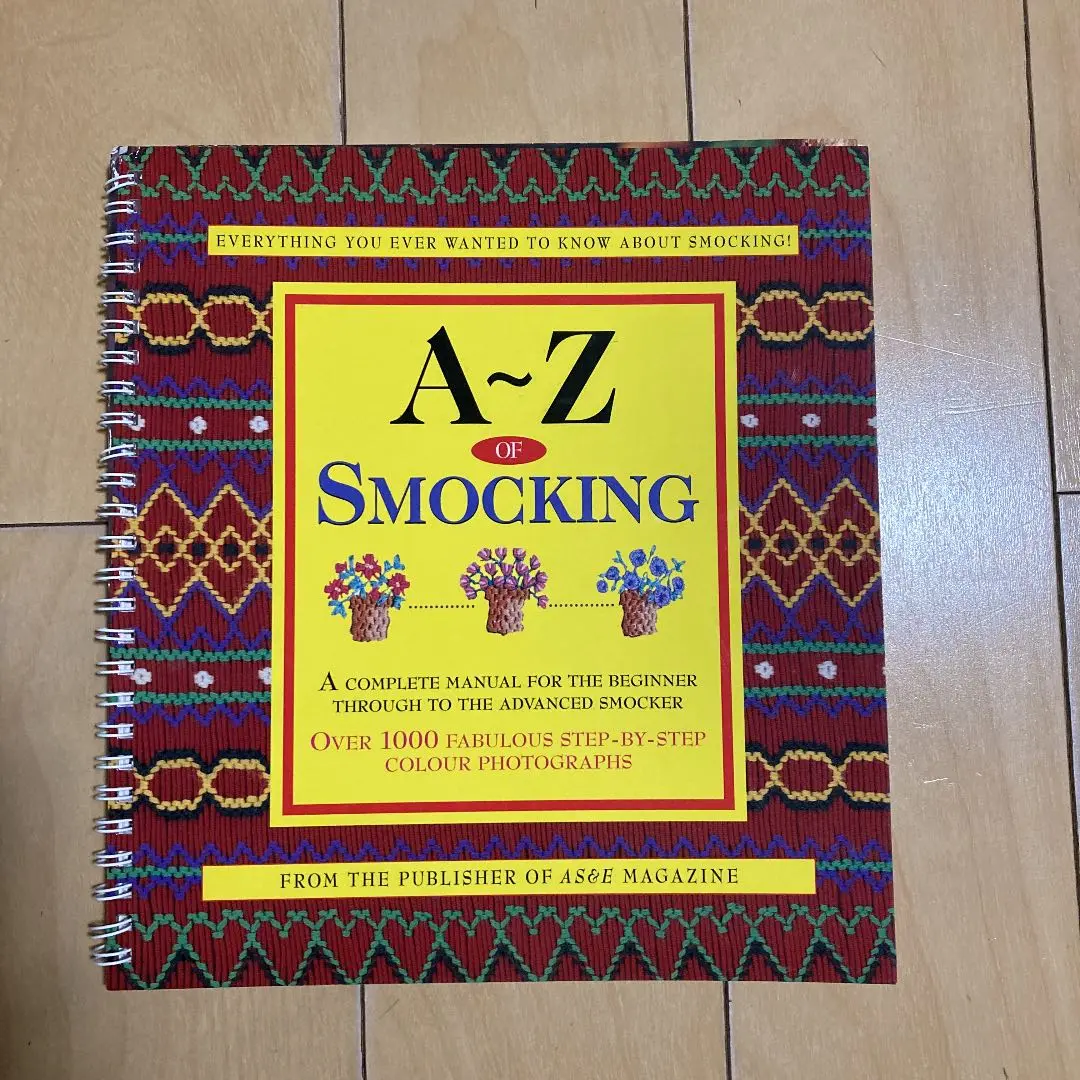 EVERYTHING YOU EVER WANTED TO KNOW ABOUT SMOCKING!
A~Z
OF
SMOCKING
A COMPLETE MANUAL FOR THE BEGINNER
THROUGH TO THE ADVANCED SMOCKER
OVER 1000 FABULOUS STEP-BY-STEP
COLOUR PHOTOGRAPHS
FROM THE PUBLISHER OF AS&E MAGAZINE